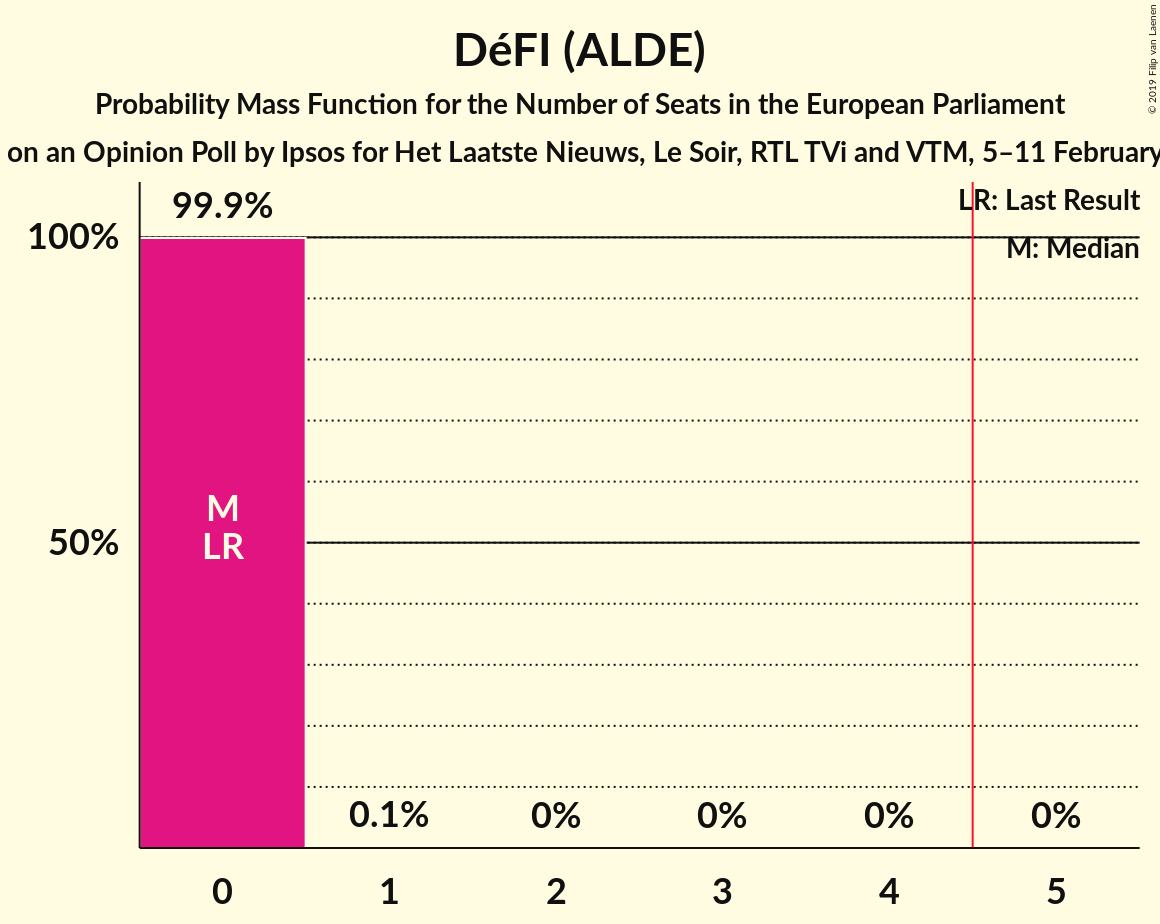 DéFI (ALDE)
Probability Mass Function for the Number of Seats in the European Parliament
on an Opinion Poll by Ipsos for Het Laatste Nieuws, Le Soir, RTL TVi and VTM, 5–11 February
© 2019 Filip van Laenen
LR: Last Result
M: Median
99.9%
100%
50%
M
LR
0.1%
0%
0%
0%
0%
0
1
2
3
4
5